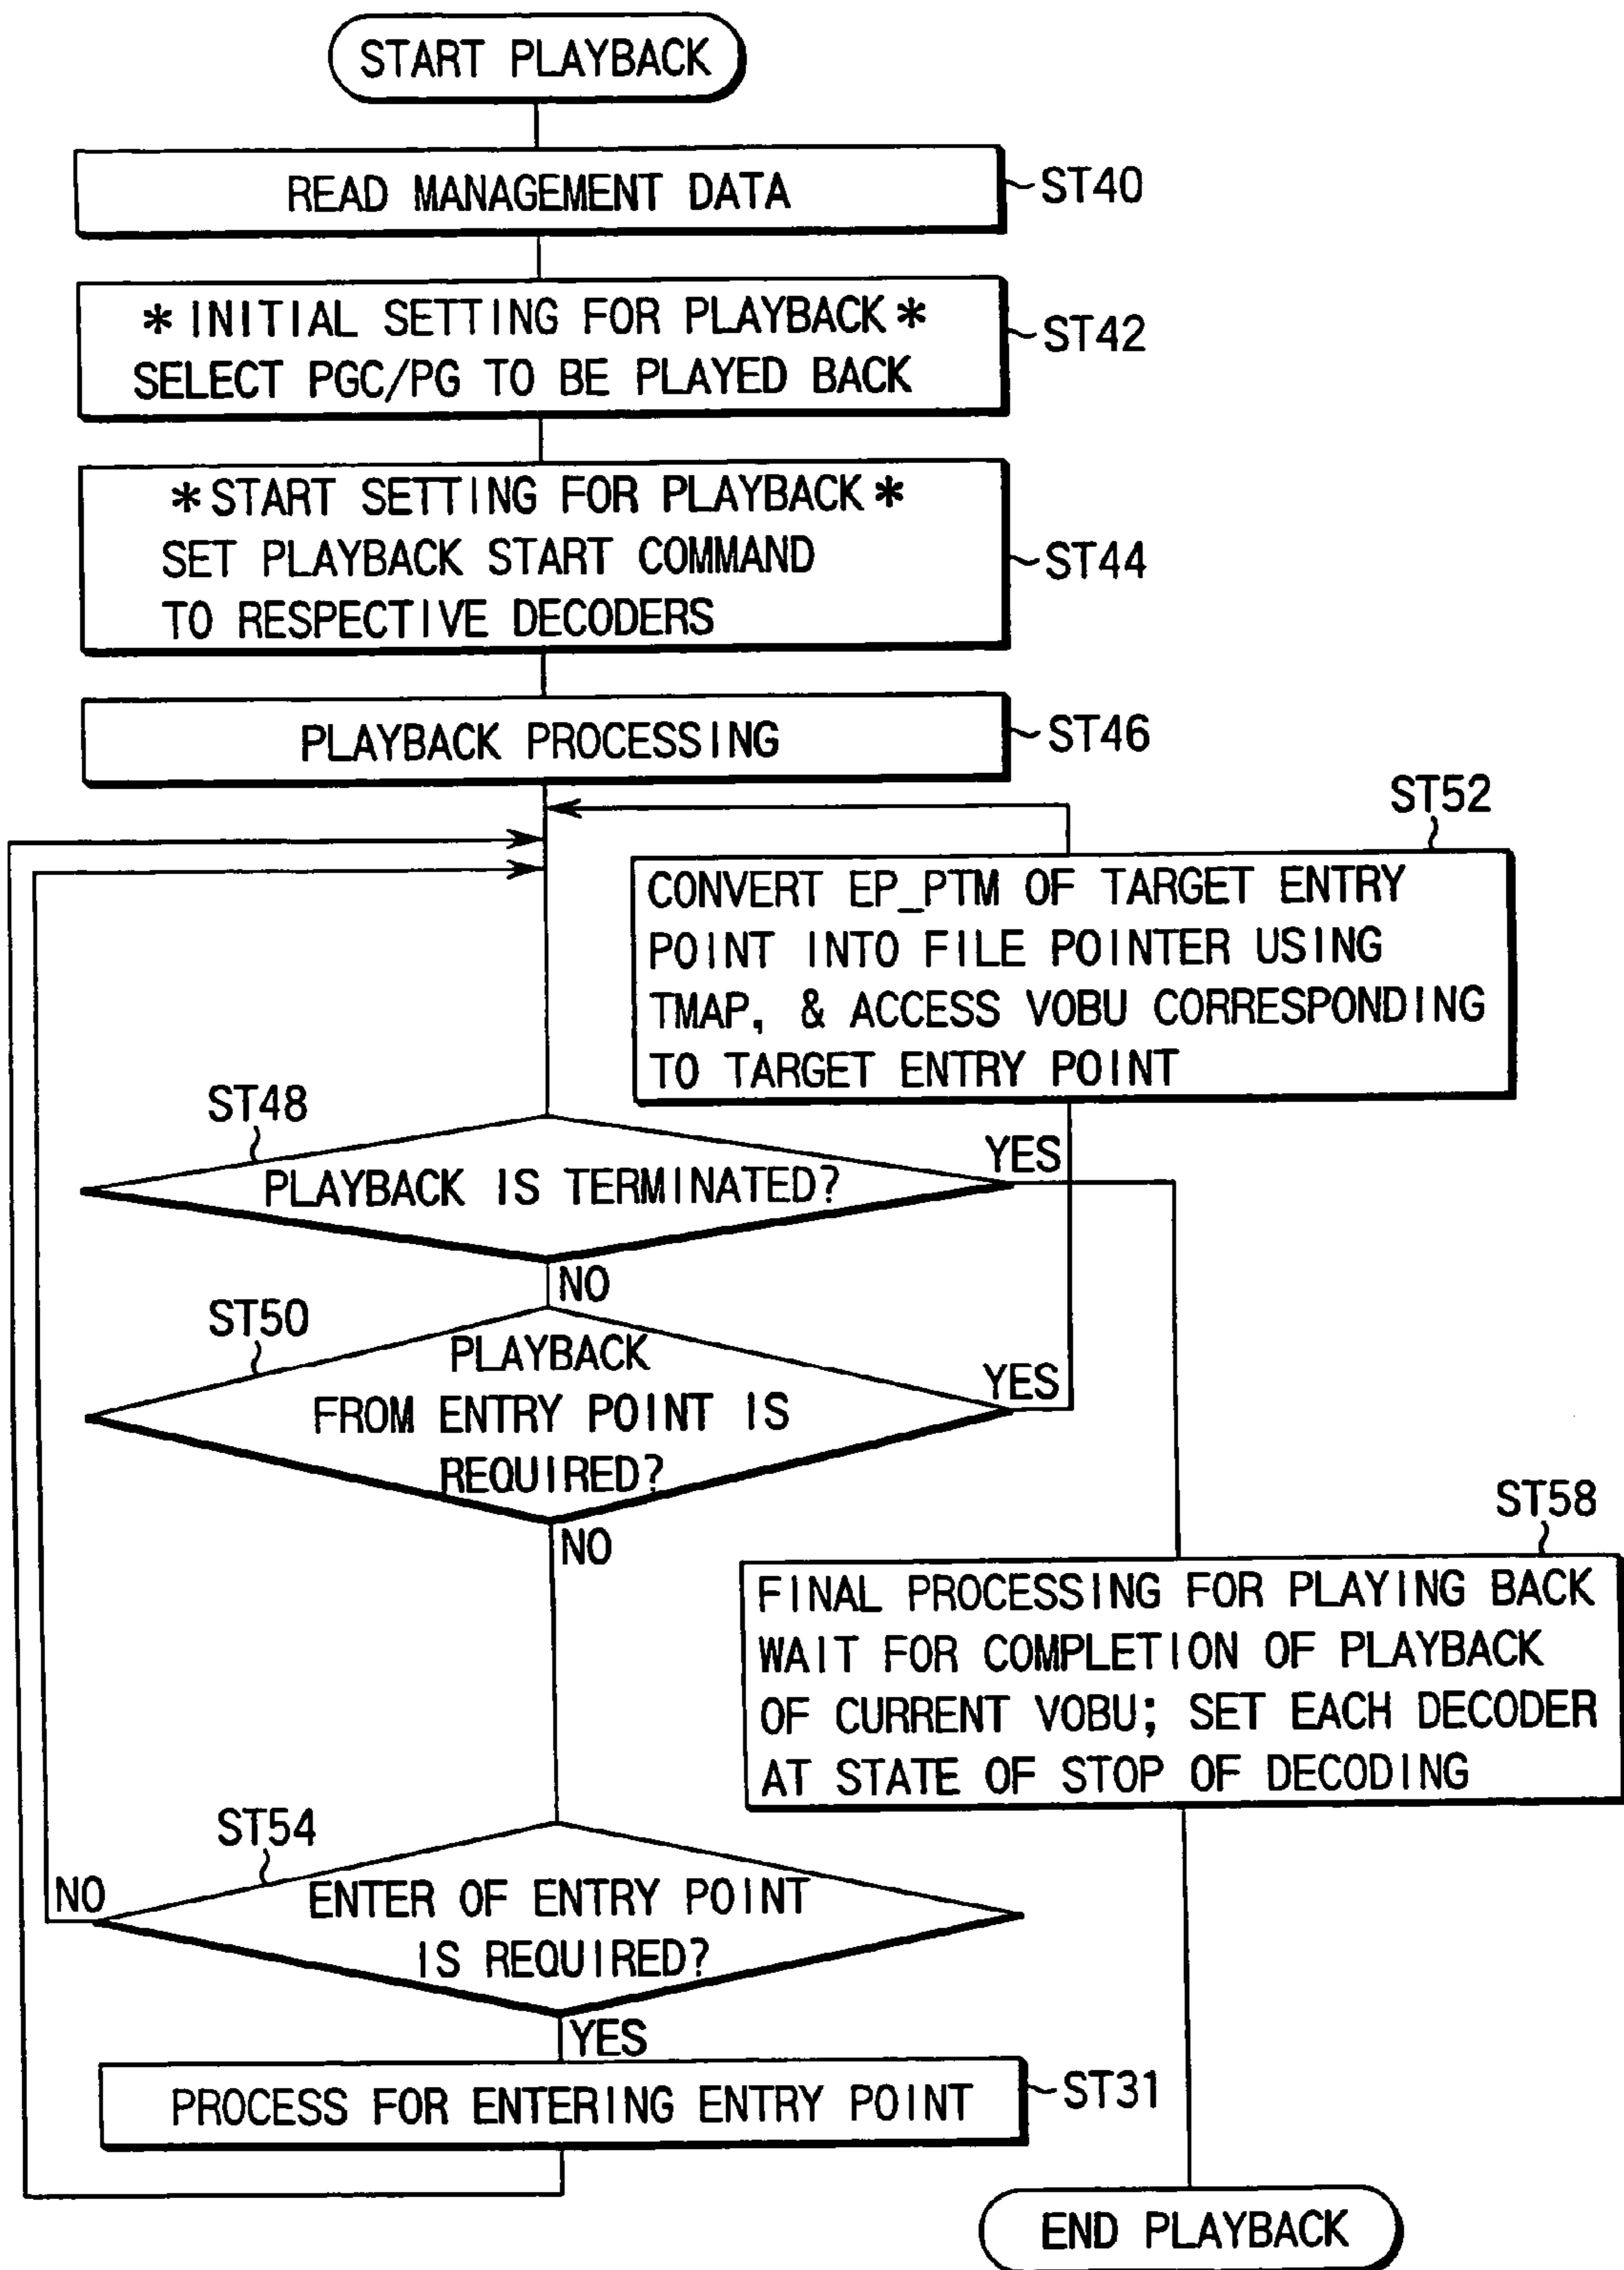 START PLAYBACK
READ MANAGEMENT DATA
ST40
* INITIAL SETTING FOR PLAYBACK *
SELECT PGC/PG TO BE PLAYED BACK
ST42
* START SETTING FOR PLAYBACK *
SET PLAYBACK START COMMAND
TO RESPECTIVE DECODERS
ST44
PLAYBACK PROCESSING
ST46
ST52
CONVERT EP_PTM OF TARGET ENTRY
POINT INTO FILE POINTER USING
TMAP, & ACCESS VOBU CORRESPONDING
TO TARGET ENTRY POINT
ST48
PLAYBACK IS TERMINATED?
YES
NO
ST50
PLAYBACK
FROM ENTRY POINT IS
REQUIRED?
YES
NO
ST58
FINAL PROCESSING FOR PLAYING BACK
WAIT FOR COMPLETION OF PLAYBACK
OF CURRENT VOBU; SET EACH DECODER
AT STATE OF STOP OF DECODING
ST54
NO
ENTER OF ENTRY POINT
IS REQUIRED?
YES
PROCESS FOR ENTERING ENTRY POINT
ST31
END PLAYBACK